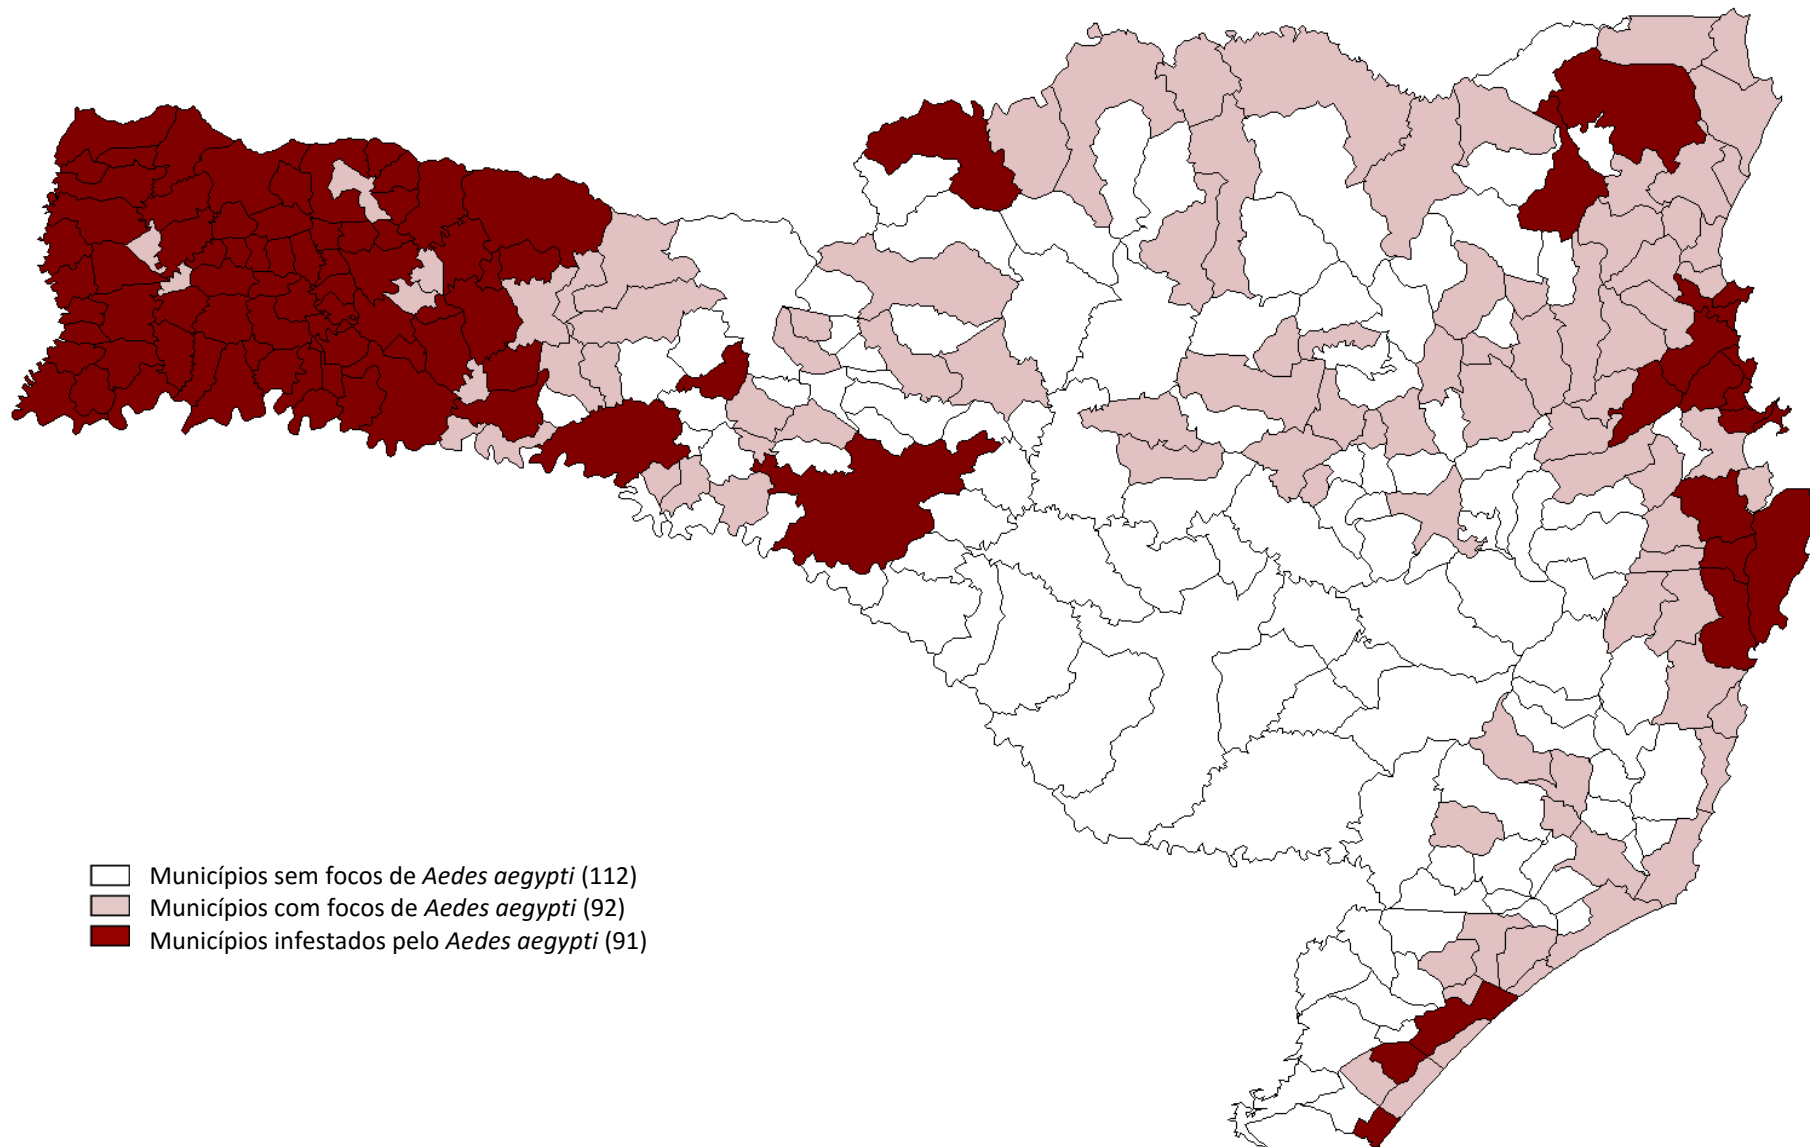 Municípios sem focos de Aedes aegypti (112)
Municípios com focos de Aedes aegypti (92)
Municípios infestados pelo Aedes aegypti (91)